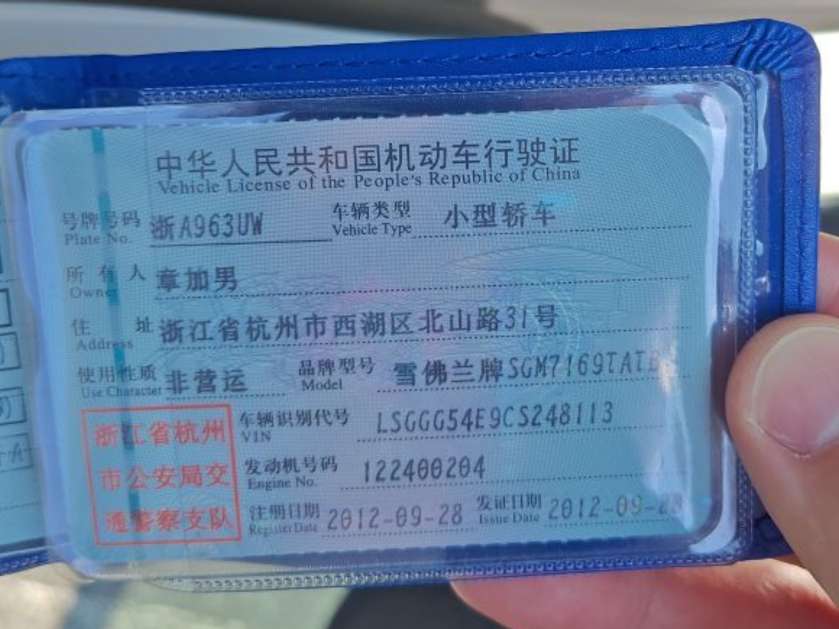 中华人民共和国机动车行驶证
Vehicle License of the People's Republic of China
号牌号码 浙A963UW 车辆类型 小型轿车
Plate No. Vehicle Type
所有人 章加男
Owner
住址 浙江省杭州市西湖区北山路31号
Address
使用性质 非营运 品牌型号 雪佛兰牌SGM7169TATB
Use Character Model
浙江省杭州
市公安局交
通警察支队
车辆识别代号 LSGGG54E9CS248113
VIN
发动机号码 122400204
Engine No.
注册日期 2012-09-28 发证日期 2012-09-28
Register Date Issue Date